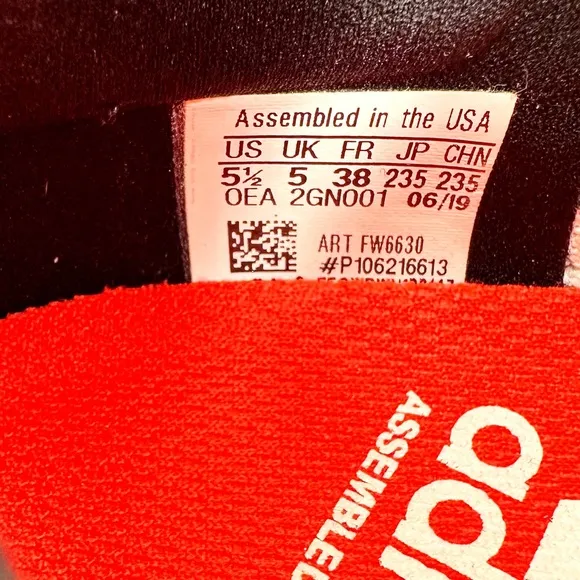 Assembled in the USA
US UK FR JP CHN
5½ 5 38 235 235
OEA 2GN001 06/19
ART FW6630
#P106216613
ASSEMBLED
adi